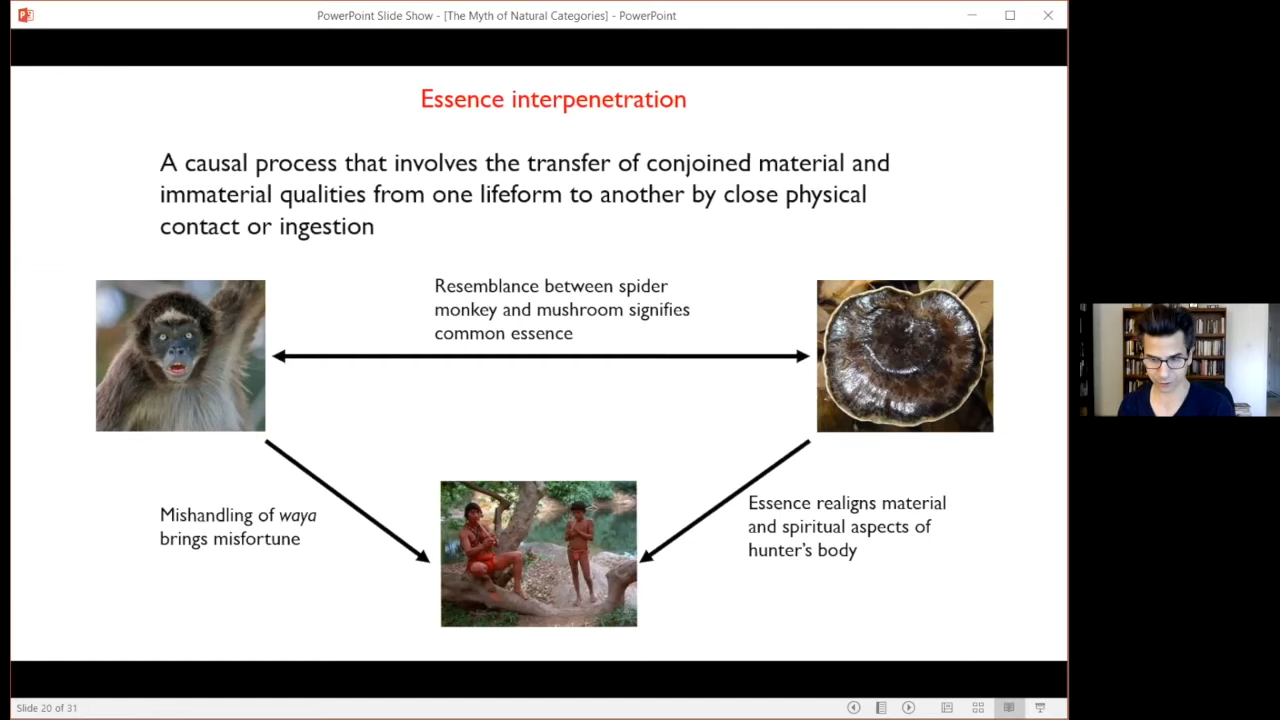 PowerPoint Slide Show - [The Myth of Natural Categories] - PowerPoint
Essence interpenetration
A causal process that involves the transfer of conjoined material and
immaterial qualities from one lifeform to another by close physical
contact or ingestion
Resemblance between spider
monkey and mushroom signifies
common essence
Mishandling of waya
brings misfortune
Essence realigns material
and spiritual aspects of
hunter's body
Slide 20 of 31